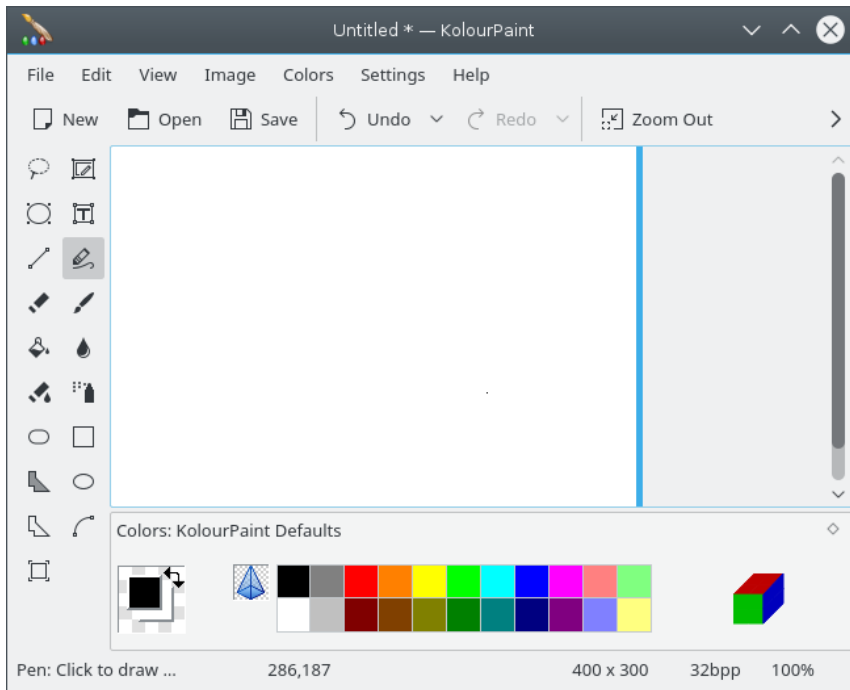 Untitled * — KolourPaint
File Edit View Image Colors Settings Help
New Open Save Undo Redo Zoom Out
T
Colors: KolourPaint Defaults
Pen: Click to draw ... 286,187 400 x 300 32bpp 100%